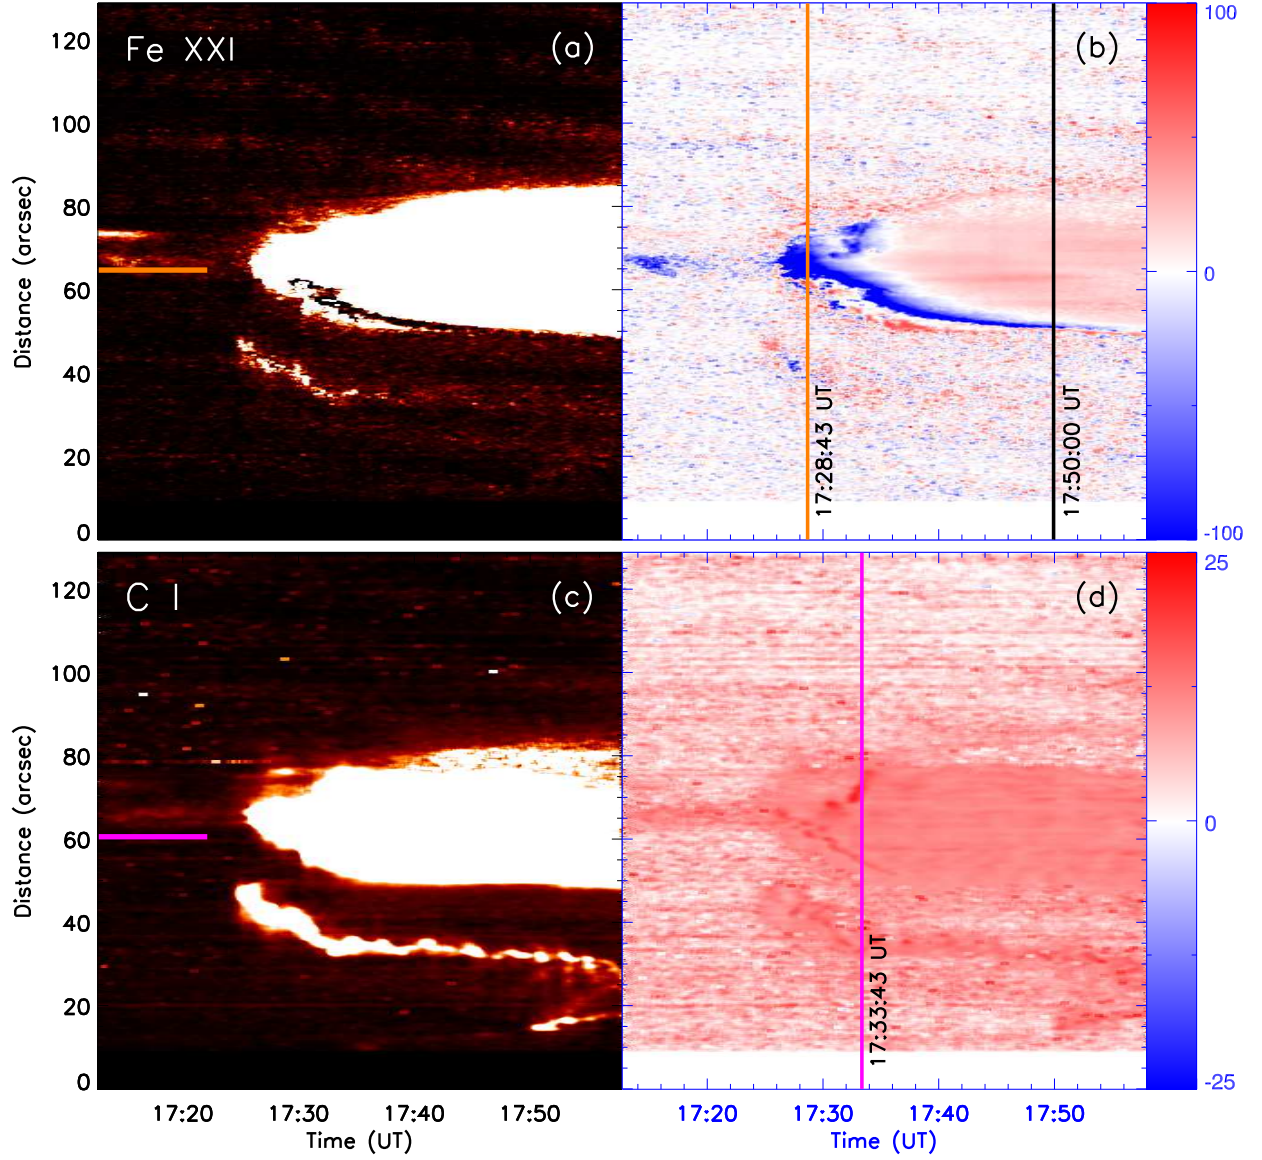 Fe XXI
(a)
(b)
120
100
80
60
40
20
0
Distance (arcsec)
17:28:43 UT
17:50:00 UT
100
0
-100
C I
(c)
(d)
120
100
80
60
40
20
0
Distance (arcsec)
17:33:43 UT
25
0
-25
17:20 17:30 17:40 17:50
Time (UT)
17:20 17:30 17:40 17:50
Time (UT)